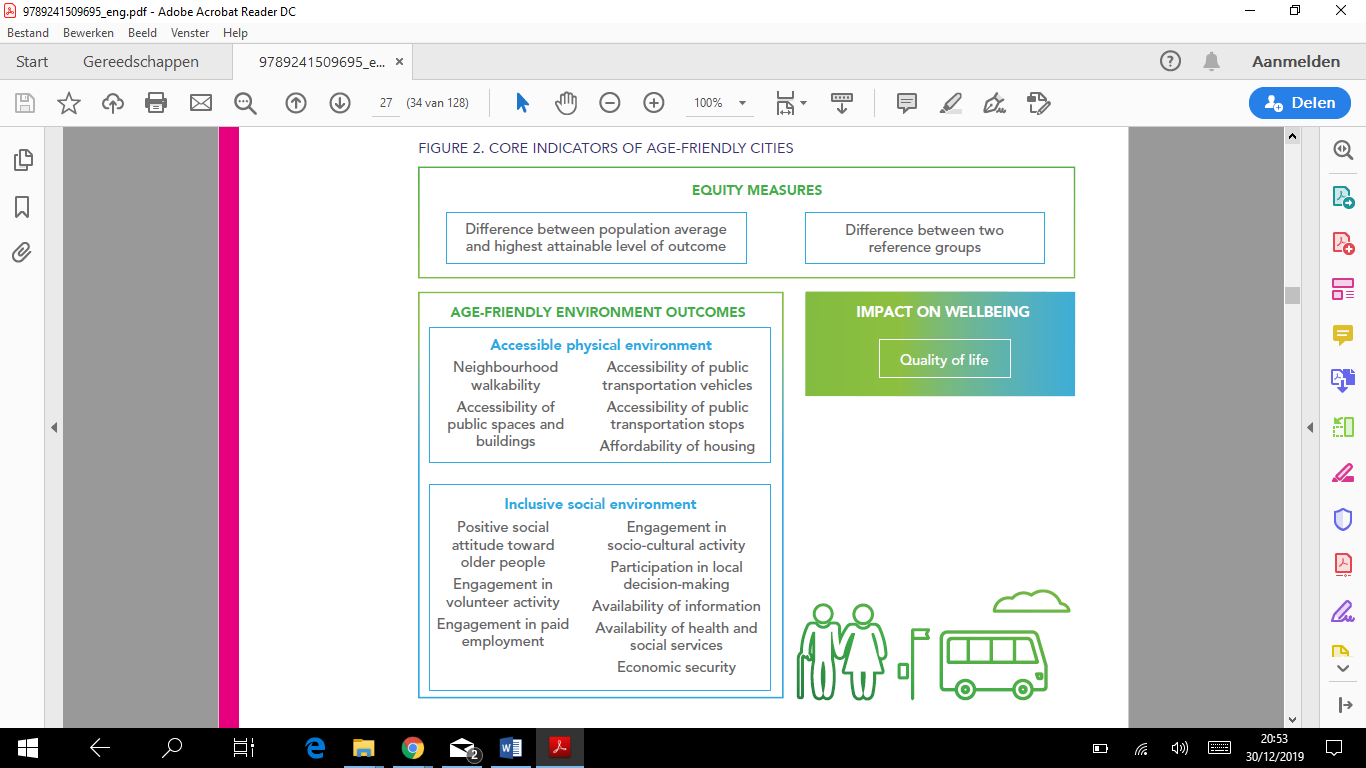 9789241509695_eng.pdf - Adobe Acrobat Reader DC
Bestand Bewerken Beeld Venster Help
Start Gereedschappen 9789241509695_e... × Aanmelden
27 (34 van 128) 100% Delen
FIGURE 2. CORE INDICATORS OF AGE-FRIENDLY CITIES
EQUITY MEASURES
Difference between population average
and highest attainable level of outcome
Difference between two
reference groups
AGE-FRIENDLY ENVIRONMENT OUTCOMES
Accessible physical environment
Neighbourhood
walkability
Accessibility of
public spaces and
buildings
Accessibility of public
transportation vehicles
Accessibility of public
transportation stops
Affordability of housing
Inclusive social environment
Positive social
attitude toward
older people
Engagement in
volunteer activity
Engagement in paid
employment
Engagement in
socio-cultural activity
Participation in local
decision-making
Availability of information
Availability of health and
social services
Economic security
IMPACT ON WELLBEING
Quality of life
2
20:53
30/12/2019